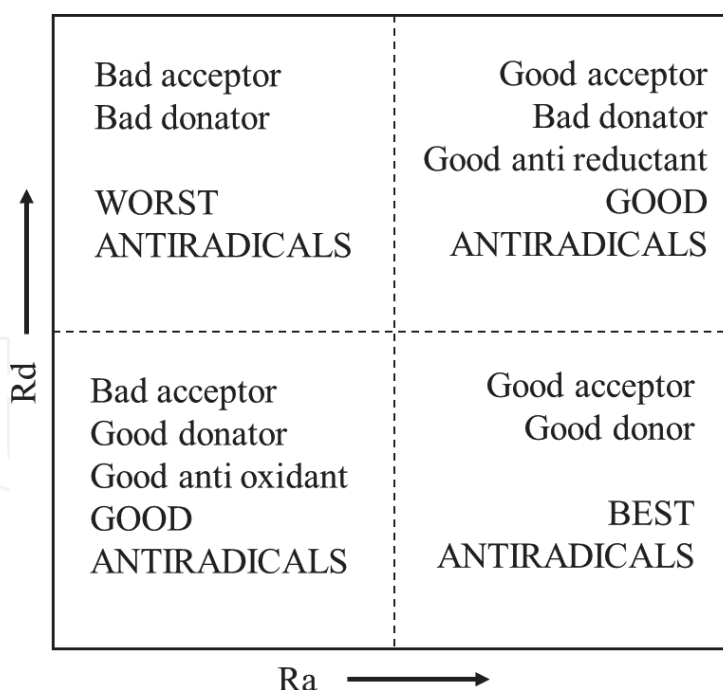 Bad acceptor
Bad donator
WORST
ANTIRADICALS
Good acceptor
Bad donator
Good anti reductant
GOOD
ANTIRADICALS
Rd
Bad acceptor
Good donator
Good anti oxidant
GOOD
ANTIRADICALS
Good acceptor
Good donor
BEST
ANTIRADICALS
Ra